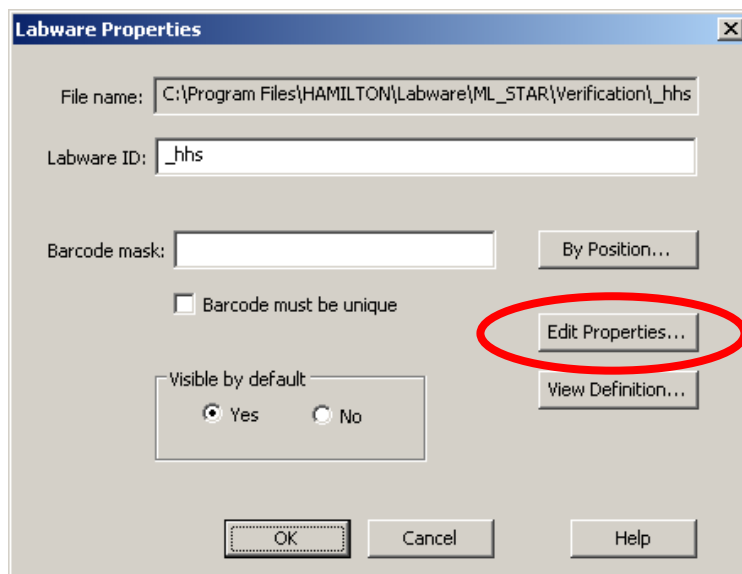 Labware Properties
File name: C:\Program Files\HAMILTON\Labware\ML_STAR\Verification\_hhs
Labware ID: _hhs
Barcode mask:
By Position...
Barcode must be unique
Edit Properties...
Visible by default
Yes No
View Definition...
OK Cancel Help